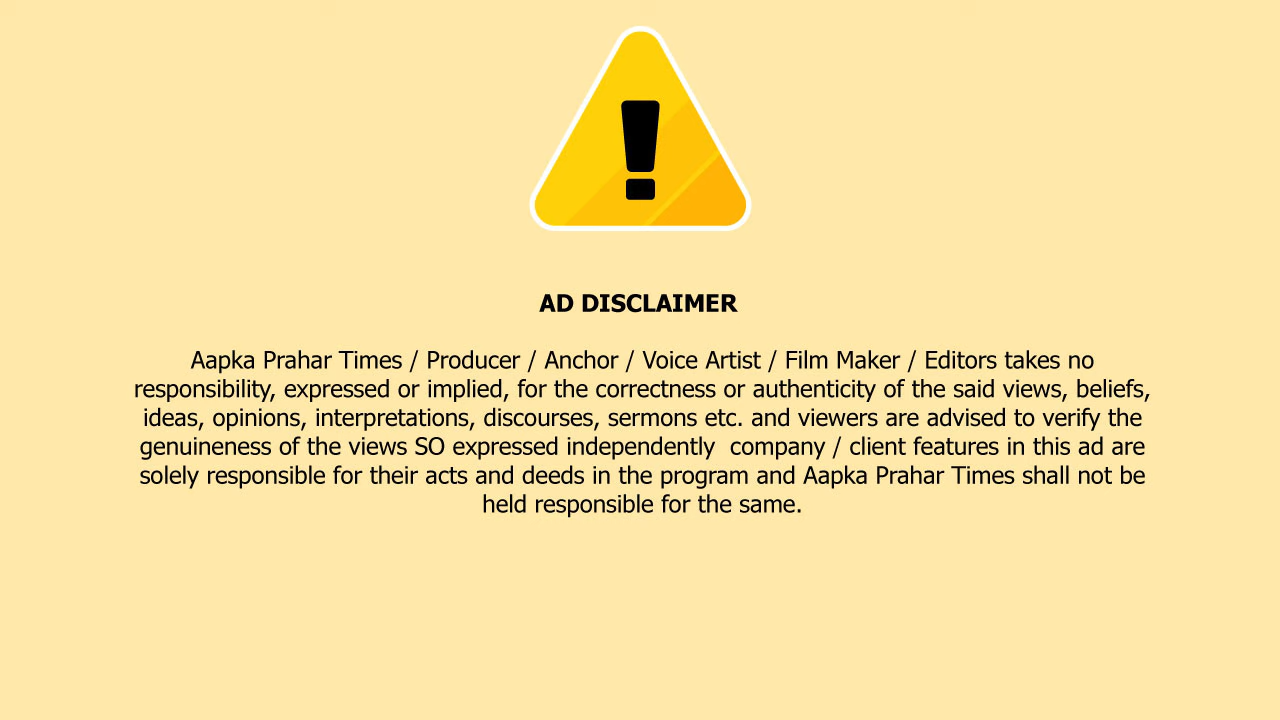 AD DISCLAIMER
Aapka Prahar Times / Producer / Anchor / Voice Artist / Film Maker / Editors takes no
responsibility, expressed or implied, for the correctness or authenticity of the said views, beliefs,
ideas, opinions, interpretations, discourses, sermons etc. and viewers are advised to verify the
genuineness of the views SO expressed independently  company / client features in this ad are
solely responsible for their acts and deeds in the program and Aapka Prahar Times shall not be
held responsible for the same.